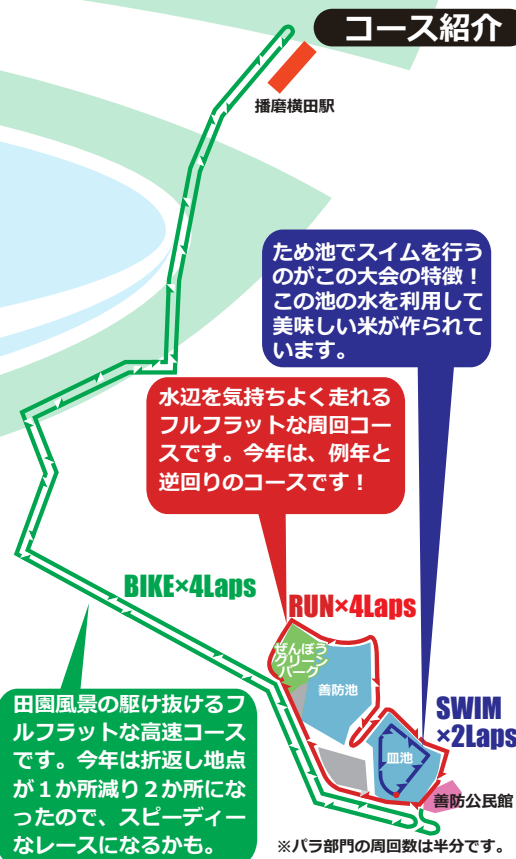 コース紹介
播磨横田駅
ため池でスイムを行う
のがこの大会の特徴！
この池の水を利用して
美味しい米が作られて
います。
水辺を気持ちよく走れる
フルフラットな周回コー
スです。今年は、例年と
逆回りのコースです！
BIKE×4Laps
RUN×4Laps
ぜんぼう
グリーン
パーク
善防池
SWIM
×2Laps
皿池
善防公民館
田園風景の駆け抜けるフ
ルフラットな高速コース
です。今年は折返し地点
が１か所減り２か所にな
ったので、スピーディー
なレースになるかも。
※パラ部門の周回数は半分です。